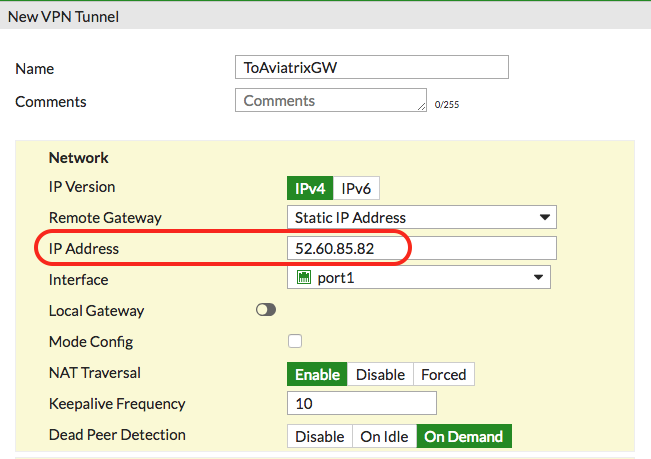 New VPN Tunnel
Name ToAviatrixGW
Comments Comments 0/255
Network
IP Version IPv4 IPv6
Remote Gateway Static IP Address
IP Address 52.60.85.82
Interface port1
Local Gateway
Mode Config
NAT Traversal Enable Disable Forced
Keepalive Frequency 10
Dead Peer Detection Disable On Idle On Demand